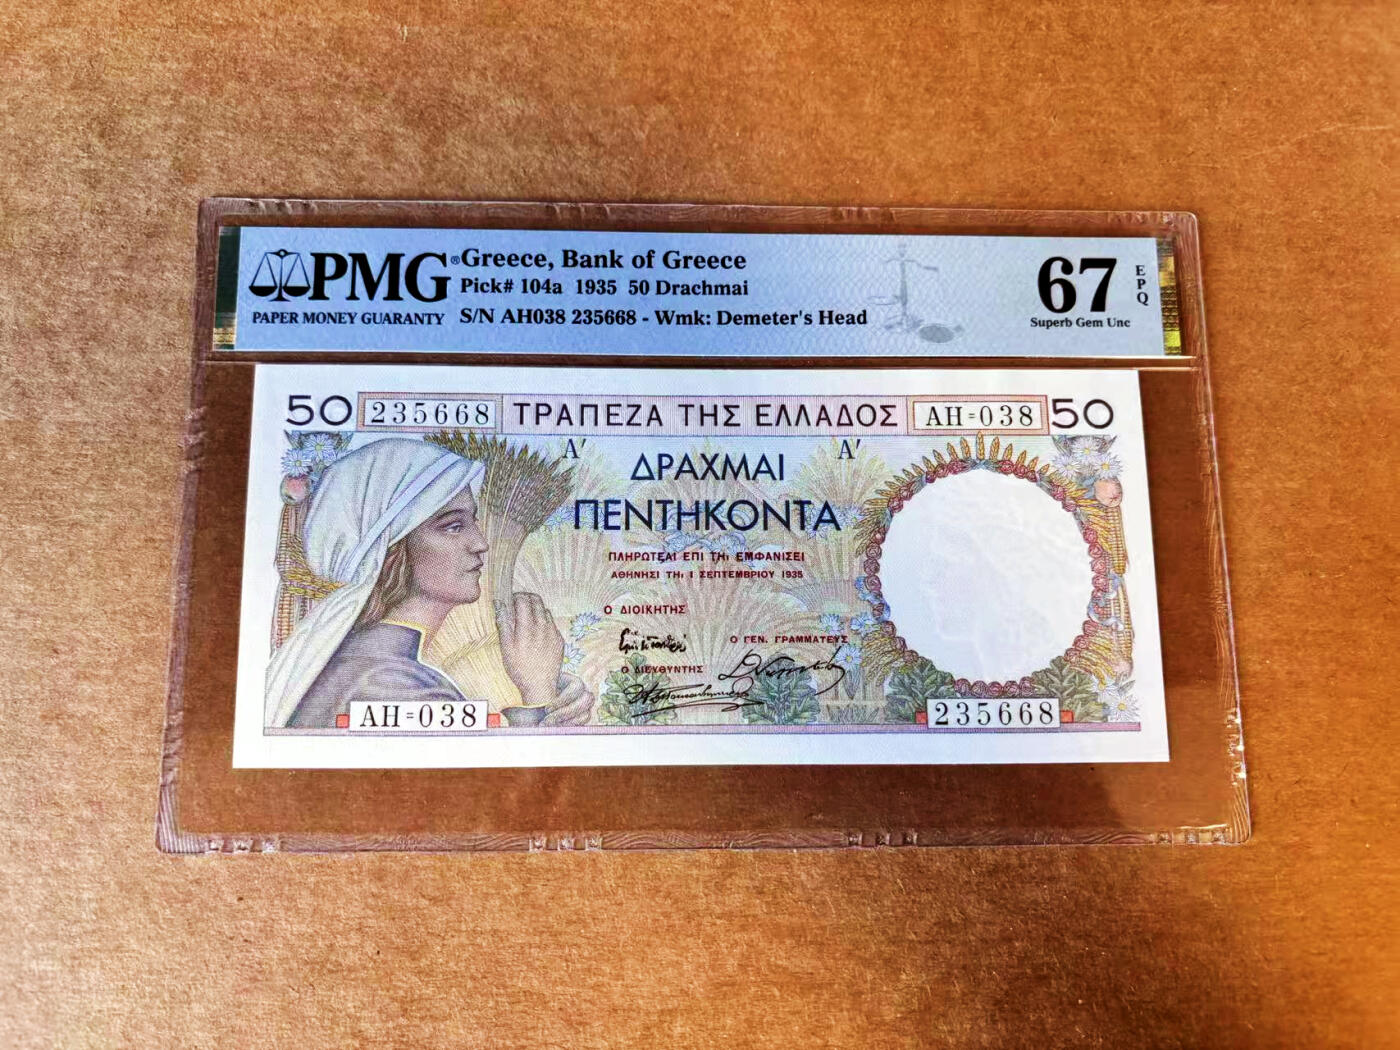 PMG®
PAPER MONEY GUARANTY
Greece, Bank of Greece
Pick# 104a 1935 50 Drachmai
S/N AH038 235668 - Wmk: Demeter's Head
67
EPQ
Superb Gem Unc
50 235668 ΤΡΑΠΕΖΑ ΤΗΣ ΕΛΛΑΔΟΣ ΑΗ=038 50
Α′ Α′
ΔΡΑΧΜΑΙ
ΠΕΝΤΗΚΟΝΤΑ
ΠΛΗΡΩΤΕΑΙ ΕΠΙ ΤΗι ΕΜΦΑΝΙΣΕΙ
ΑΘΗΝΗΣΙ ΤΗι 1 ΣΕΠΤΕΜΒΡΙΟΥ 1935
Ο ΔΙΟΙΚΗΤΗΣ
Ο ΓΕΝ. ΓΡΑΜΜΑΤΕΥΣ
Ο ΔΙΕΥΘΥΝΤΗΣ
ΑΗ=038 235668